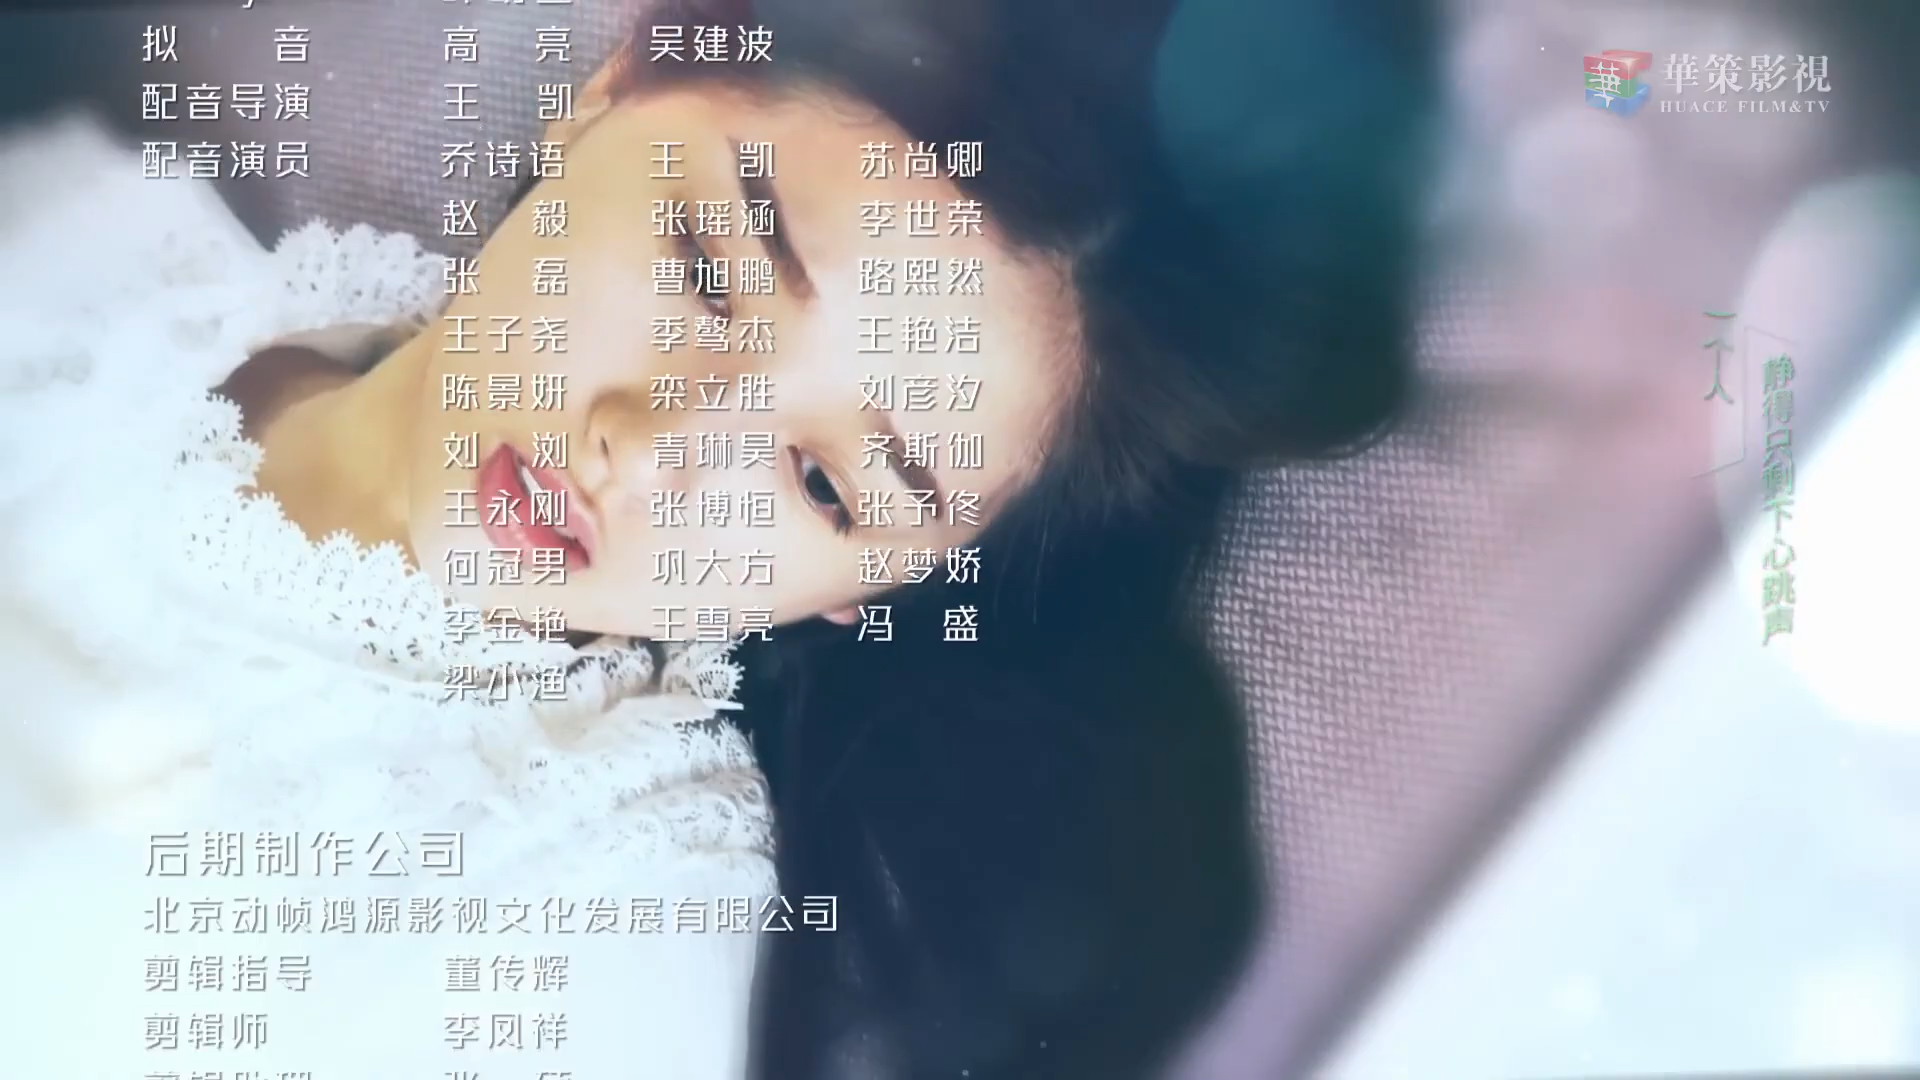 拟 音 高 亮 吴建波
配音导演 王 凯
配音演员 乔诗语 王 凯 苏尚卿
赵 毅 张瑶涵 李世荣
张 磊 曹旭鹏 路熙然
王子尧 季骜杰 王艳洁
陈景妍 栾立胜 刘彦汐
刘 浏 青琳昊 齐斯伽
王永刚 张博恒 张予佟
何冠男 巩大方 赵梦娇
李金艳 王雪亮 冯 盛
梁小渔
后期制作公司
北京动帧鸿源影视文化发展有限公司
剪辑指导 董传辉
剪辑师 李凤祥
華策影視
HUACE FILM&TV
一个人
静得只剩下心跳声